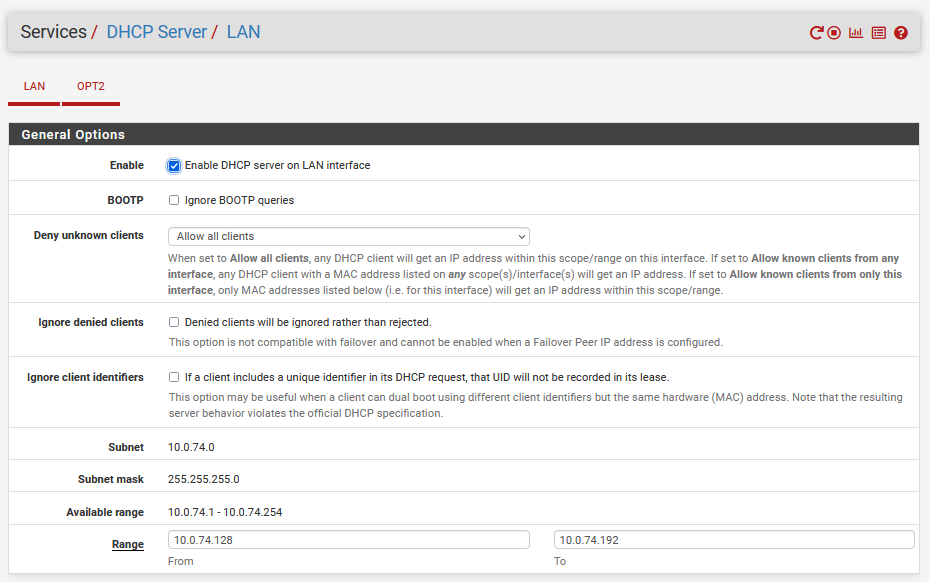 Services / DHCP Server / LAN
LAN OPT2
General Options
Enable Enable DHCP server on LAN interface
BOOTP Ignore BOOTP queries
Deny unknown clients Allow all clients
When set to Allow all clients, any DHCP client will get an IP address within this scope/range on this interface. If set to Allow known clients from any
interface, any DHCP client with a MAC address listed on any scope(s)/interface(s) will get an IP address. If set to Allow known clients from only this
interface, only MAC addresses listed below (i.e. for this interface) will get an IP address within this scope/range.
Ignore denied clients Denied clients will be ignored rather than rejected.
This option is not compatible with failover and cannot be enabled when a Failover Peer IP address is configured.
Ignore client identifiers If a client includes a unique identifier in its DHCP request, that UID will not be recorded in its lease.
This option may be useful when a client can dual boot using different client identifiers but the same hardware (MAC) address. Note that the resulting
server behavior violates the official DHCP specification.
Subnet 10.0.74.0
Subnet mask 255.255.255.0
Available range 10.0.74.1 - 10.0.74.254
Range 10.0.74.128 10.0.74.192
From To